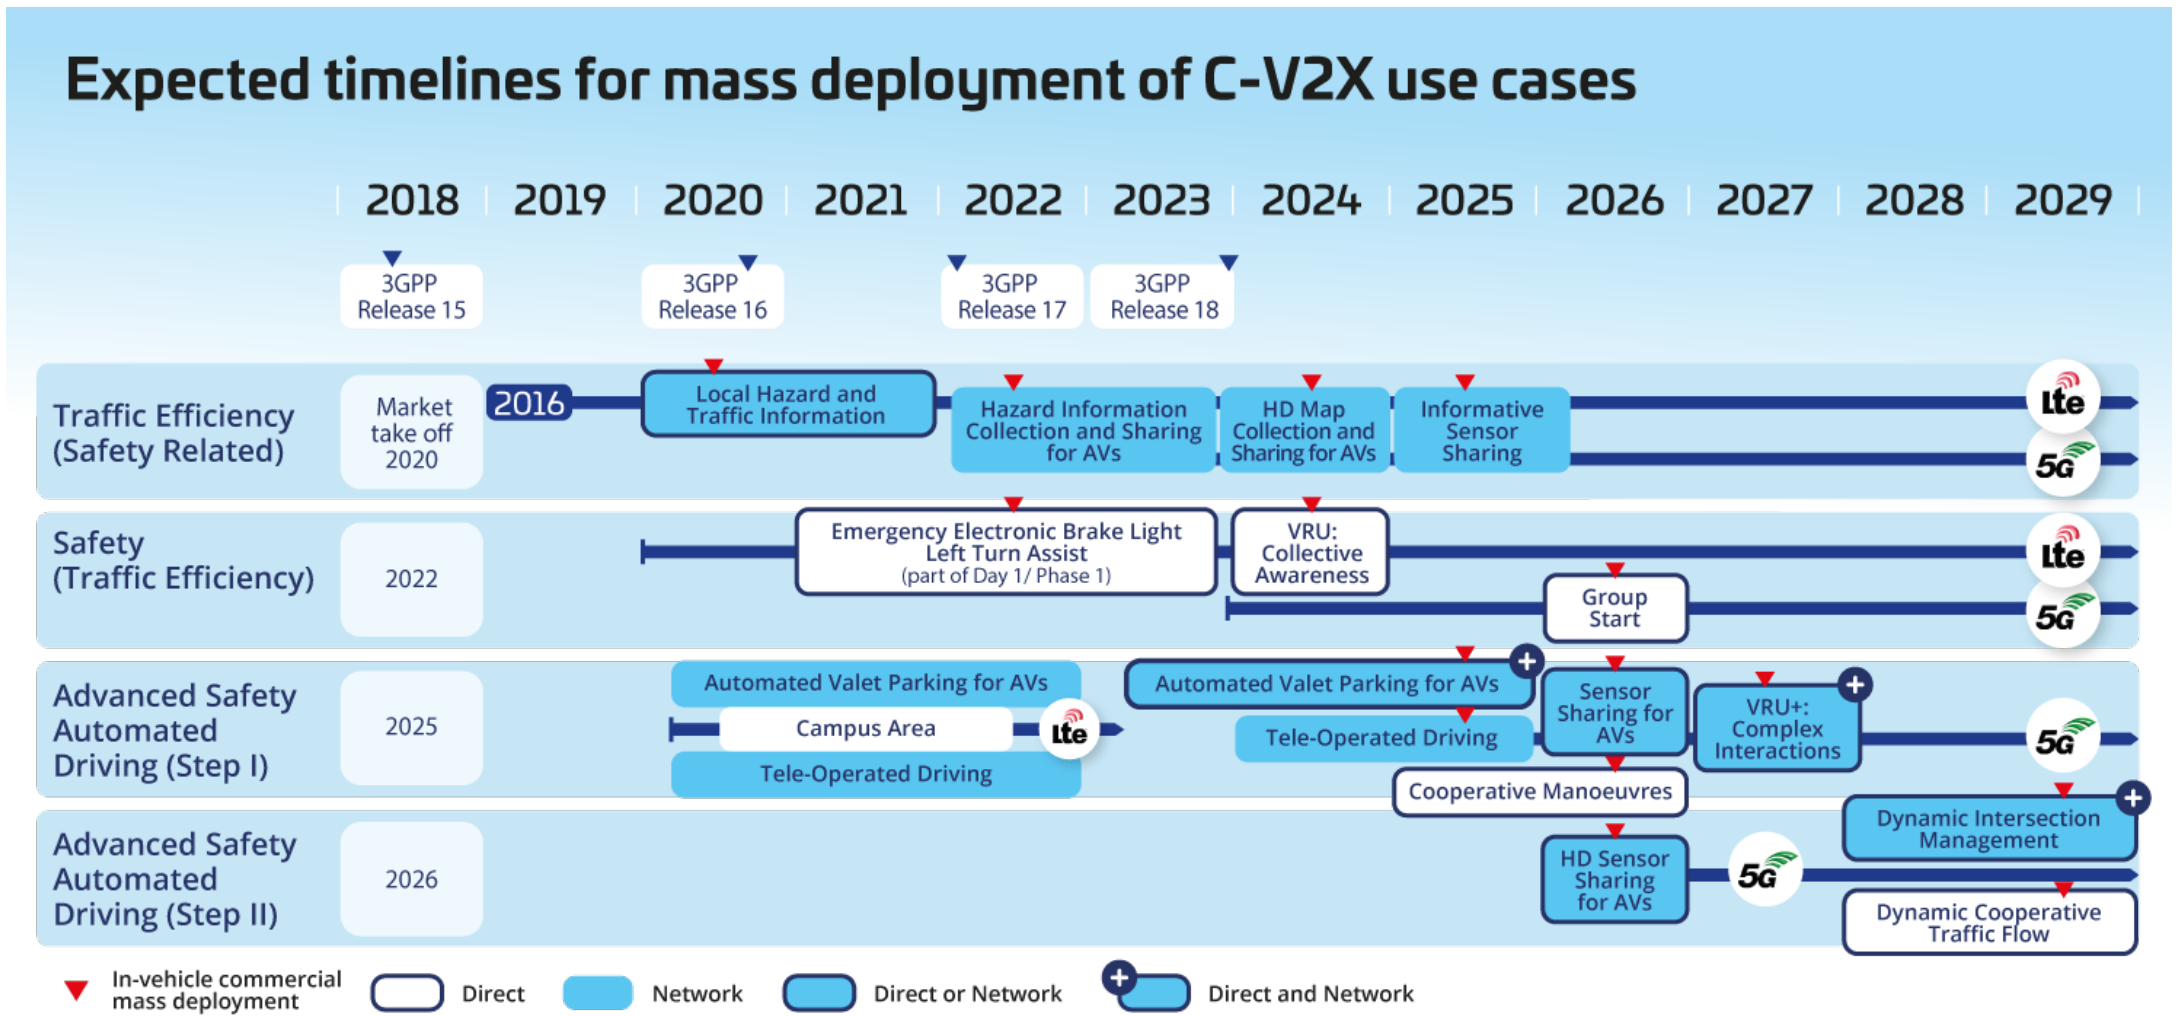 Expected timelines for mass deployment of C-V2X use cases
2018 2019 2020 2021 2022 2023 2024 2025 2026 2027 2028 2029
3GPP
Release 15
3GPP
Release 16
3GPP
Release 17
3GPP
Release 18
Traffic Efficiency
(Safety Related)
Market
take off
2020
2016
Local Hazard and
Traffic Information
Hazard Information
Collection and Sharing
for AVs
HD Map
Collection and
Sharing for AVs
Informative
Sensor
Sharing
Lte
5G
Safety
(Traffic Efficiency)
2022
Emergency Electronic Brake Light
Left Turn Assist
(part of Day 1/ Phase 1)
VRU:
Collective
Awareness
Group
Start
Lte
5G
Advanced Safety
Automated
Driving (Step I)
2025
Automated Valet Parking for AVs
Campus Area
Lte
Tele-Operated Driving
Automated Valet Parking for AVs
+
Tele-Operated Driving
Sensor
Sharing for
AVs
Cooperative Manoeuvres
VRU+:
Complex
Interactions
+
5G
Advanced Safety
Automated
Driving (Step II)
2026
HD Sensor
Sharing
for AVs
5G
Dynamic Intersection
Management
+
Dynamic Cooperative
Traffic Flow
In-vehicle commercial
mass deployment
Direct
Network
Direct or Network
+
Direct and Network